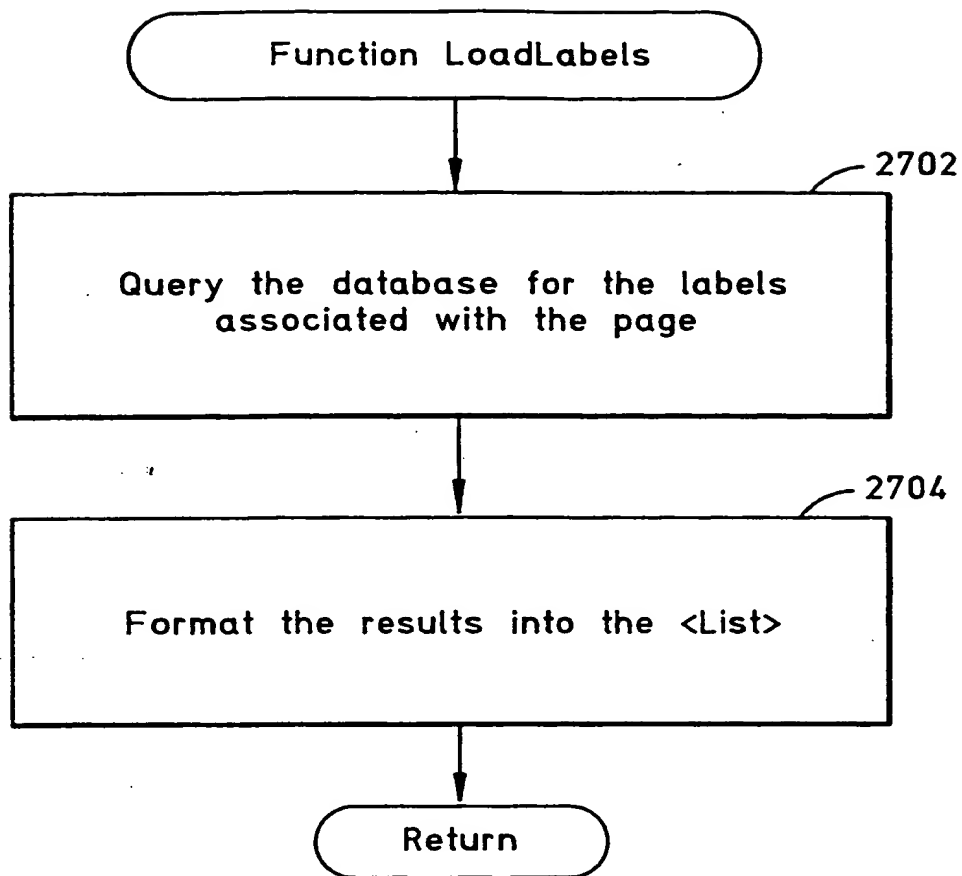 Function LoadLabels
2702
Query the database for the labels
associated with the page
2704
Format the results into the <List>
Return